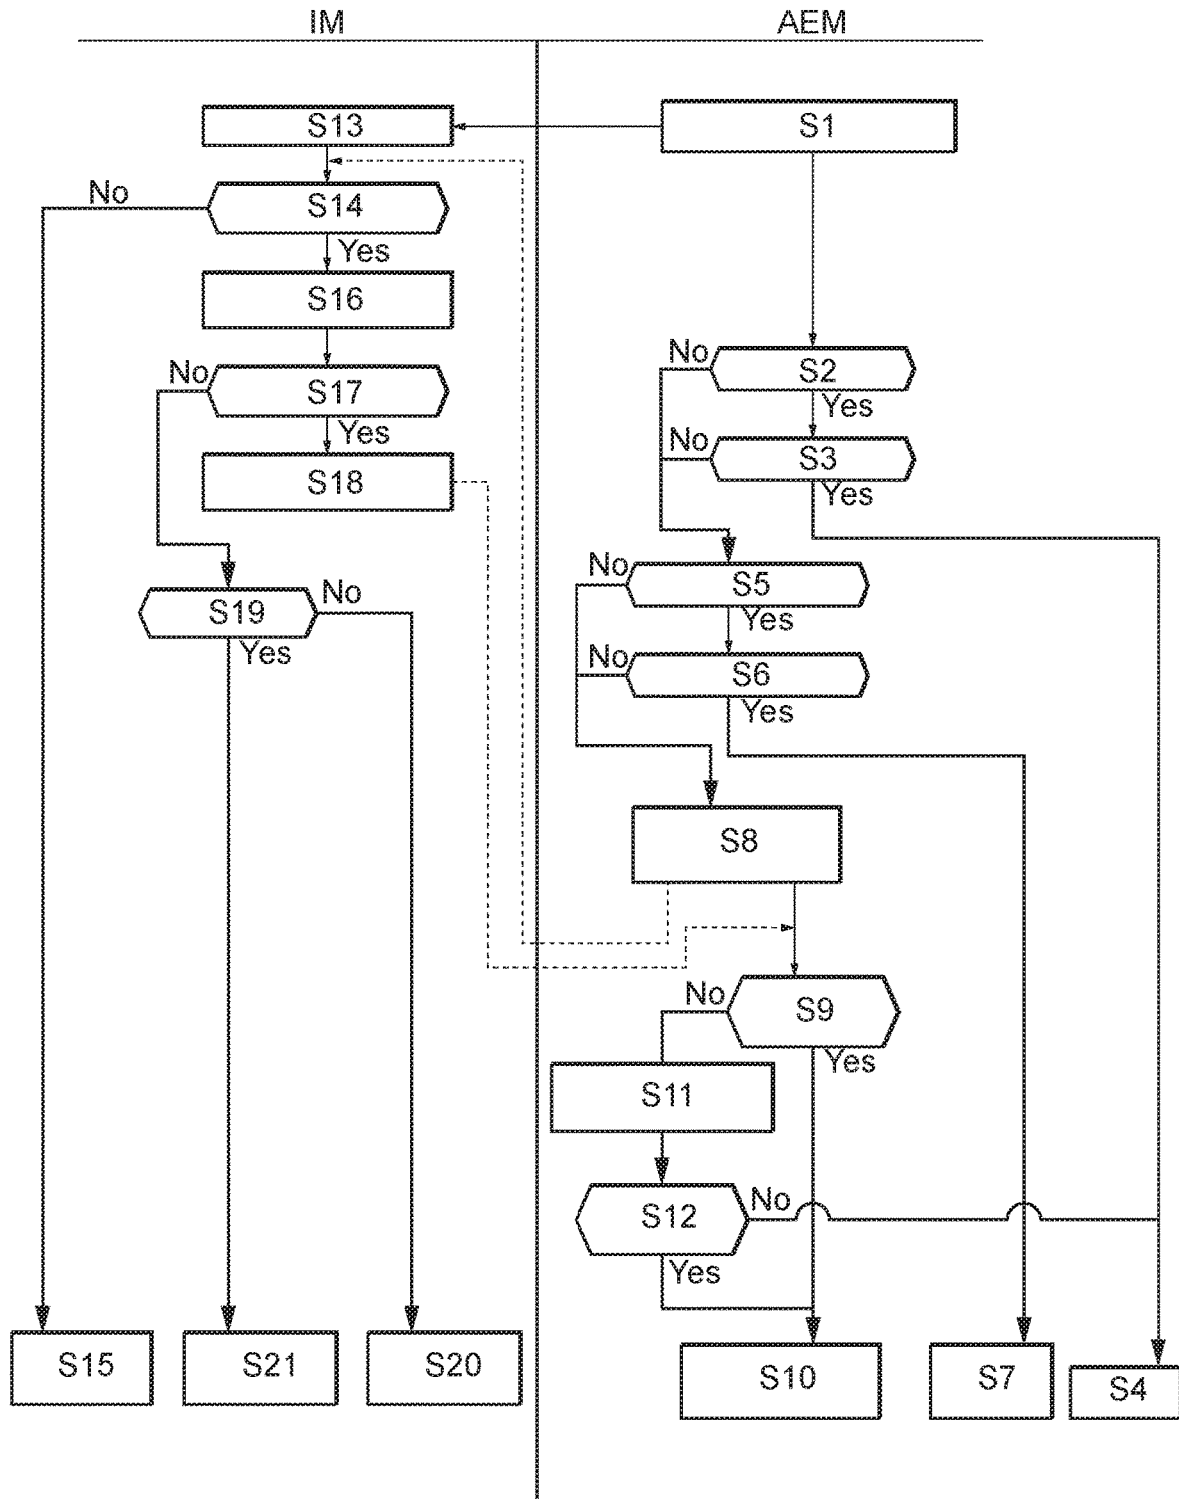 IM
AEM
S13
S1
No
S14
Yes
S16
No
S2
Yes
No
S17
Yes
No
S3
Yes
S18
No
S5
Yes
S19
No
Yes
No
S6
Yes
S8
No
S9
Yes
S11
S12
No
Yes
S15
S21
S20
S10
S7
S4